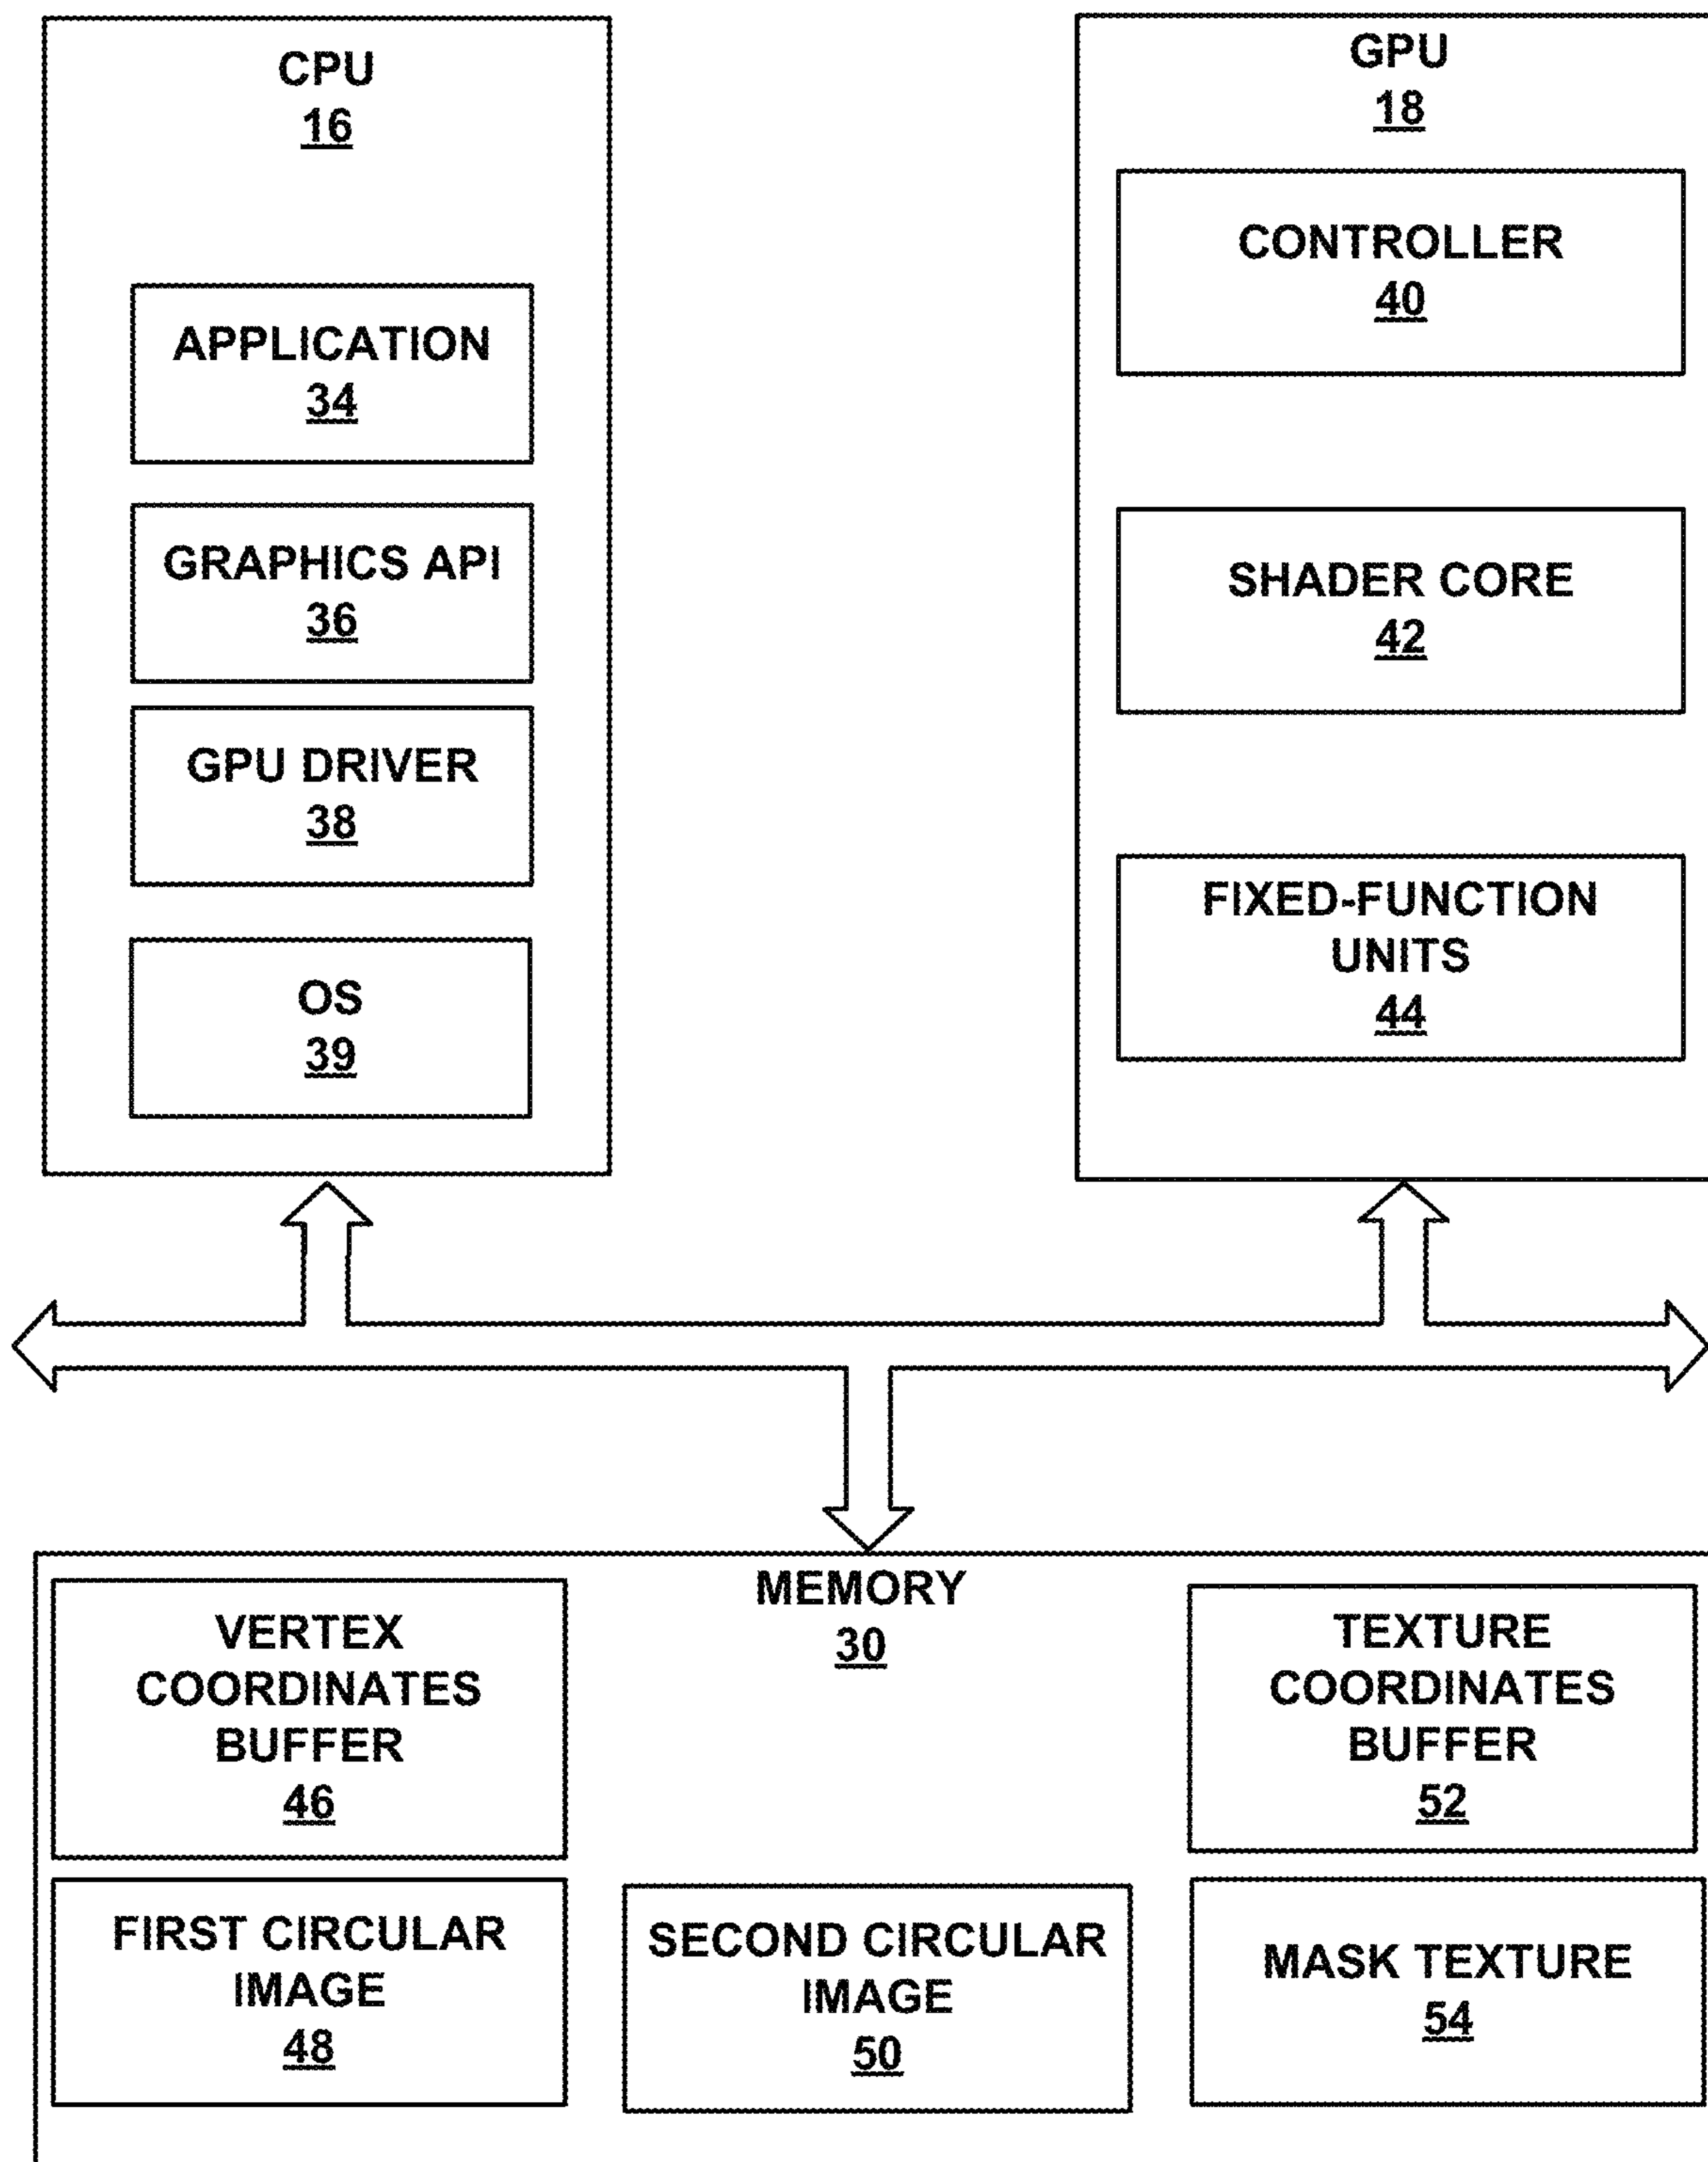 CPU
16
APPLICATION
34
GRAPHICS API
36
GPU DRIVER
38
OS
39
GPU
18
CONTROLLER
40
SHADER CORE
42
FIXED-FUNCTION
UNITS
44
MEMORY
30
VERTEX
COORDINATES
BUFFER
46
TEXTURE
COORDINATES
BUFFER
52
FIRST CIRCULAR
IMAGE
48
SECOND CIRCULAR
IMAGE
50
MASK TEXTURE
54